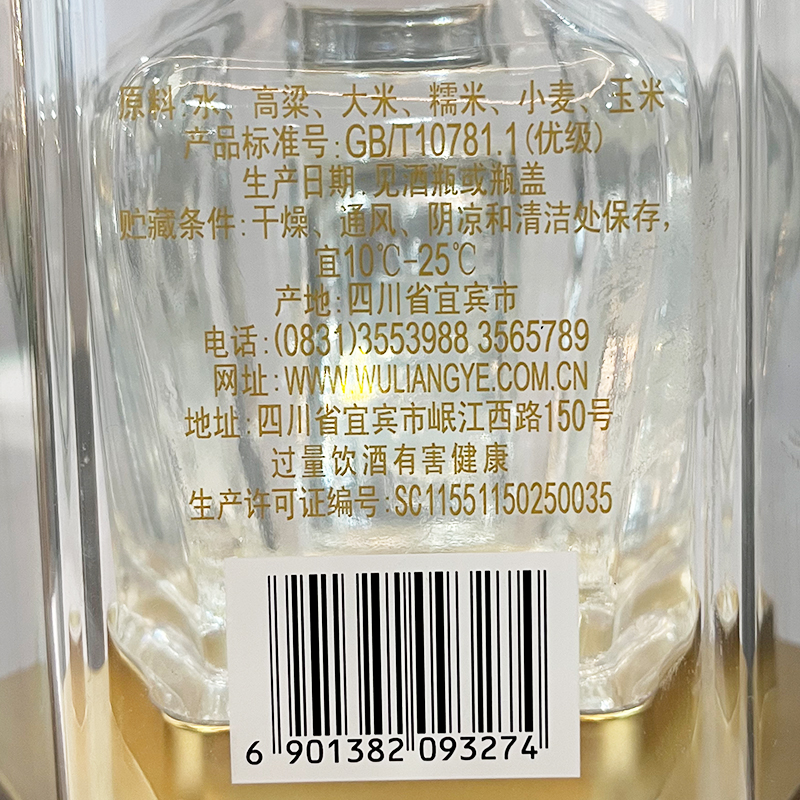 原料:水、高粱、大米、糯米、小麦、玉米
产品标准号:GB/T10781.1(优级)
生产日期:见酒瓶或瓶盖
贮藏条件:干燥、通风、阴凉和清洁处保存,
宜10℃-25℃
产地:四川省宜宾市
电话:(0831)3553988 3565789
网址:WWW.WULIANGYE.COM.CN
地址:四川省宜宾市岷江西路150号
过量饮酒有害健康
生产许可证编号:SC11551150250035
6 901382 093274